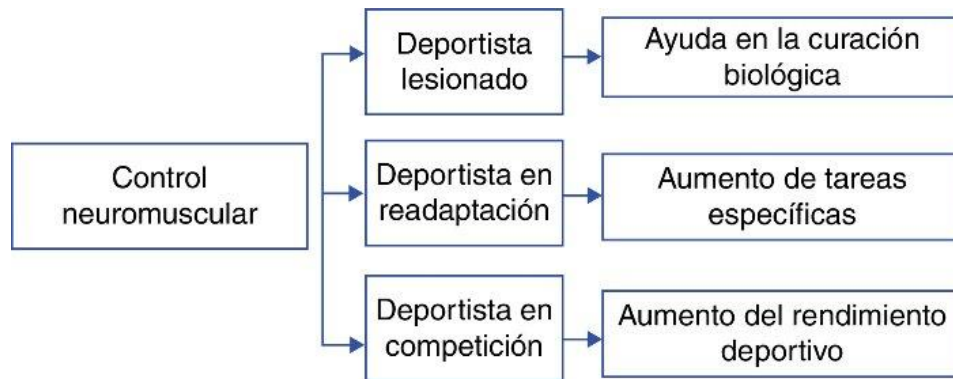 Control
neuromuscular
Deportista
lesionado
Ayuda en la curación
biológica
Deportista en
readaptación
Aumento de tareas
específicas
Deportista en
competición
Aumento del rendimiento
deportivo